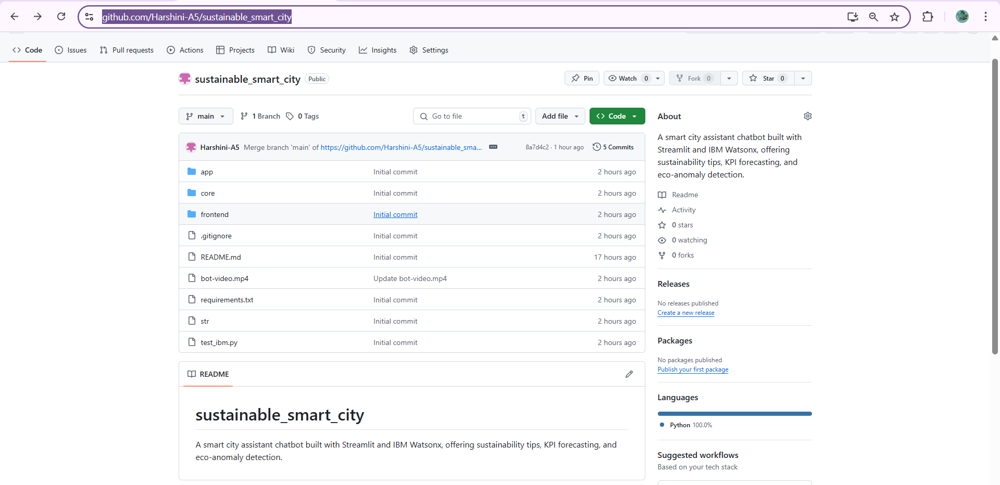 github.com/Harshini-A5/sustainable_smart_city
Code Issues Pull requests Actions Projects Wiki Security Insights Settings
sustainable_smart_city Public Pin Watch 0 Fork 0 Star 0
main 1 Branch 0 Tags Go to file t Add file Code
Harshini-A5 Merge branch 'main' of https://github.com/Harshini-A5/sustainable_sma... 8a7d4c2 · 1 hour ago 5 Commits
app Initial commit 2 hours ago
core Initial commit 2 hours ago
frontend Initial commit 2 hours ago
.gitignore Initial commit 2 hours ago
README.md Initial commit 17 hours ago
bot-video.mp4 Update bot-video.mp4 2 hours ago
requirements.txt Initial commit 2 hours ago
str Initial commit 2 hours ago
test_ibm.py Initial commit 2 hours ago
README
sustainable_smart_city
A smart city assistant chatbot built with Streamlit and IBM Watsonx, offering sustainability tips, KPI forecasting, and
eco-anomaly detection.
About
A smart city assistant chatbot built with
Streamlit and IBM Watsonx, offering
sustainability tips, KPI forecasting, and
eco-anomaly detection.
Readme
Activity
0 stars
0 watching
0 forks
Releases
No releases published
Create a new release
Packages
No packages published
Publish your first package
Languages
Python 100.0%
Suggested workflows
Based on your tech stack